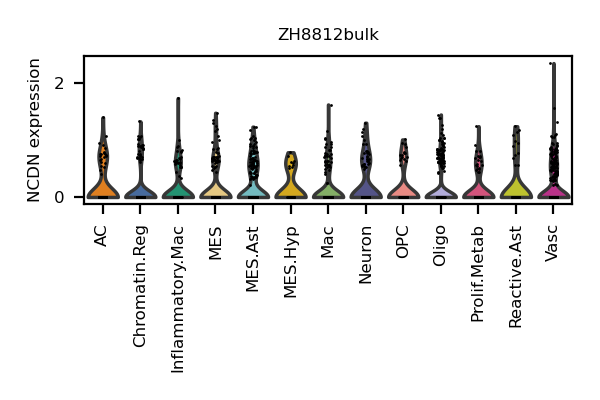 ZH8812bulk
NCDN expression
2
0
AC
Chromatin.Reg
Inflammatory.Mac
MES
MES.Ast
MES.Hyp
Mac
Neuron
OPC
Oligo
Prolif.Metab
Reactive.Ast
Vasc